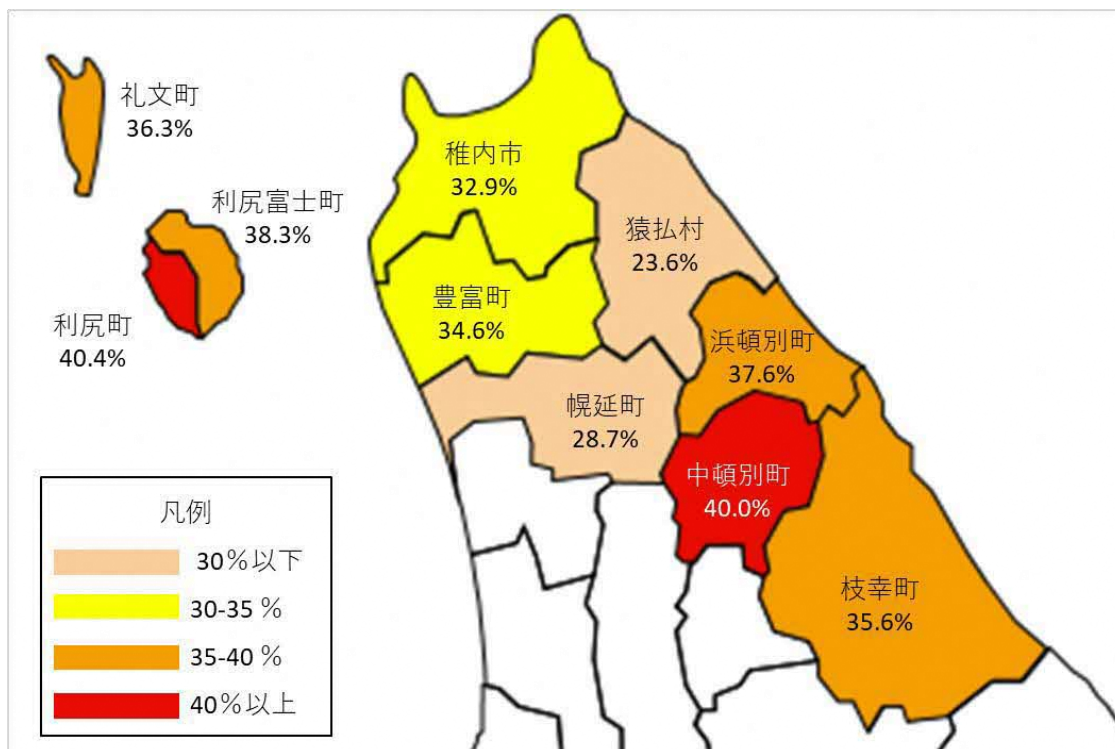 礼文町
36.3%
利尻富士町
38.3%
利尻町
40.4%
稚内市
32.9%
猿払村
23.6%
豊富町
34.6%
浜頓別町
37.6%
幌延町
28.7%
中頓別町
40.0%
枝幸町
35.6%
凡例
30%以下
30-35 %
35-40 %
40%以上